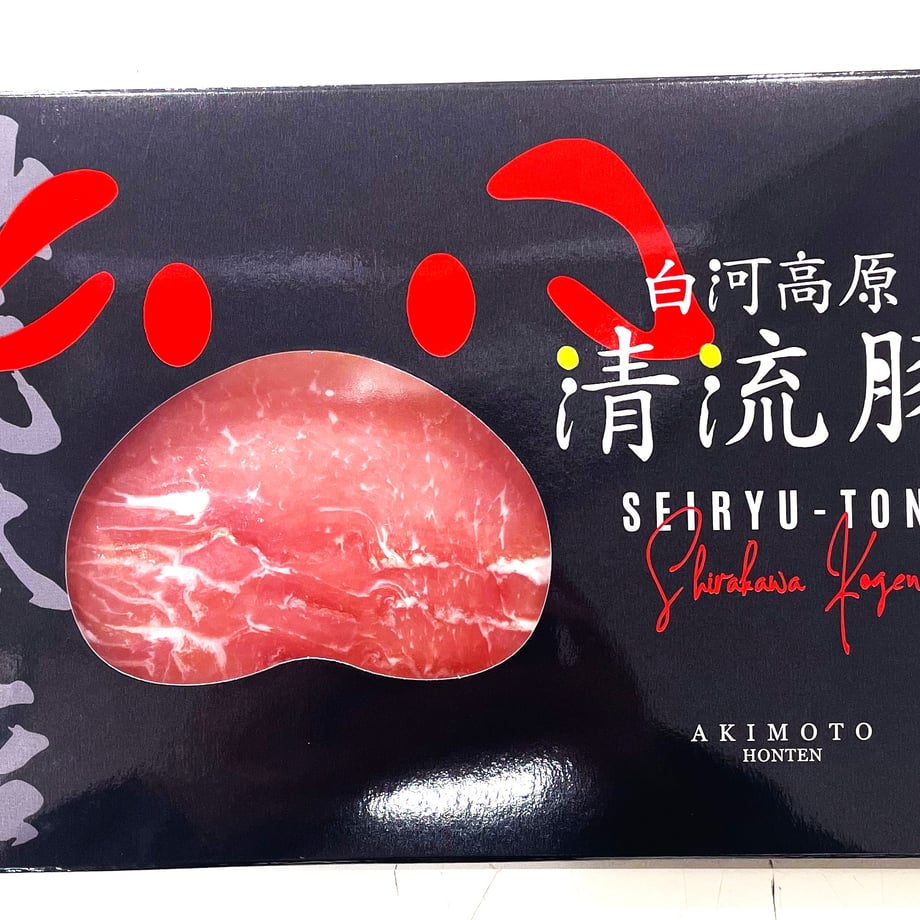 白河高原
清流豚
SEIRYU-TON
Shirakawa Kogen
AKIMOTO
HONTEN